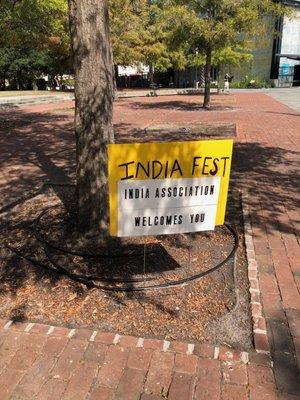 INDIA FEST
INDIA ASSOCIATION
WELCOMES YOU